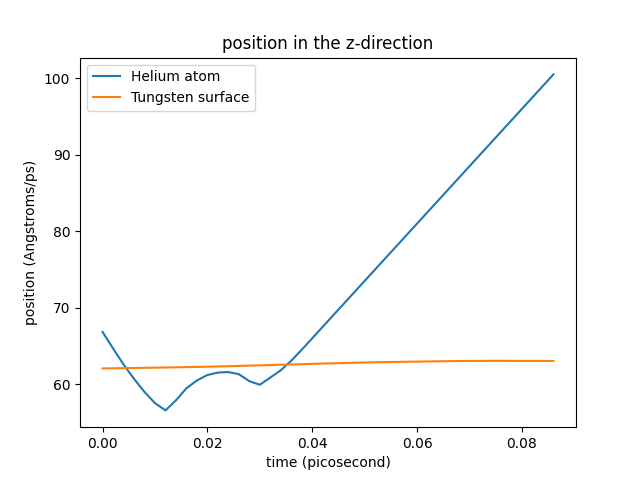 position in the z-direction
Helium atom
Tungsten surface
position (Angstroms/ps)
100
90
80
70
60
0.00
0.02
0.04
0.06
0.08
time (picosecond)